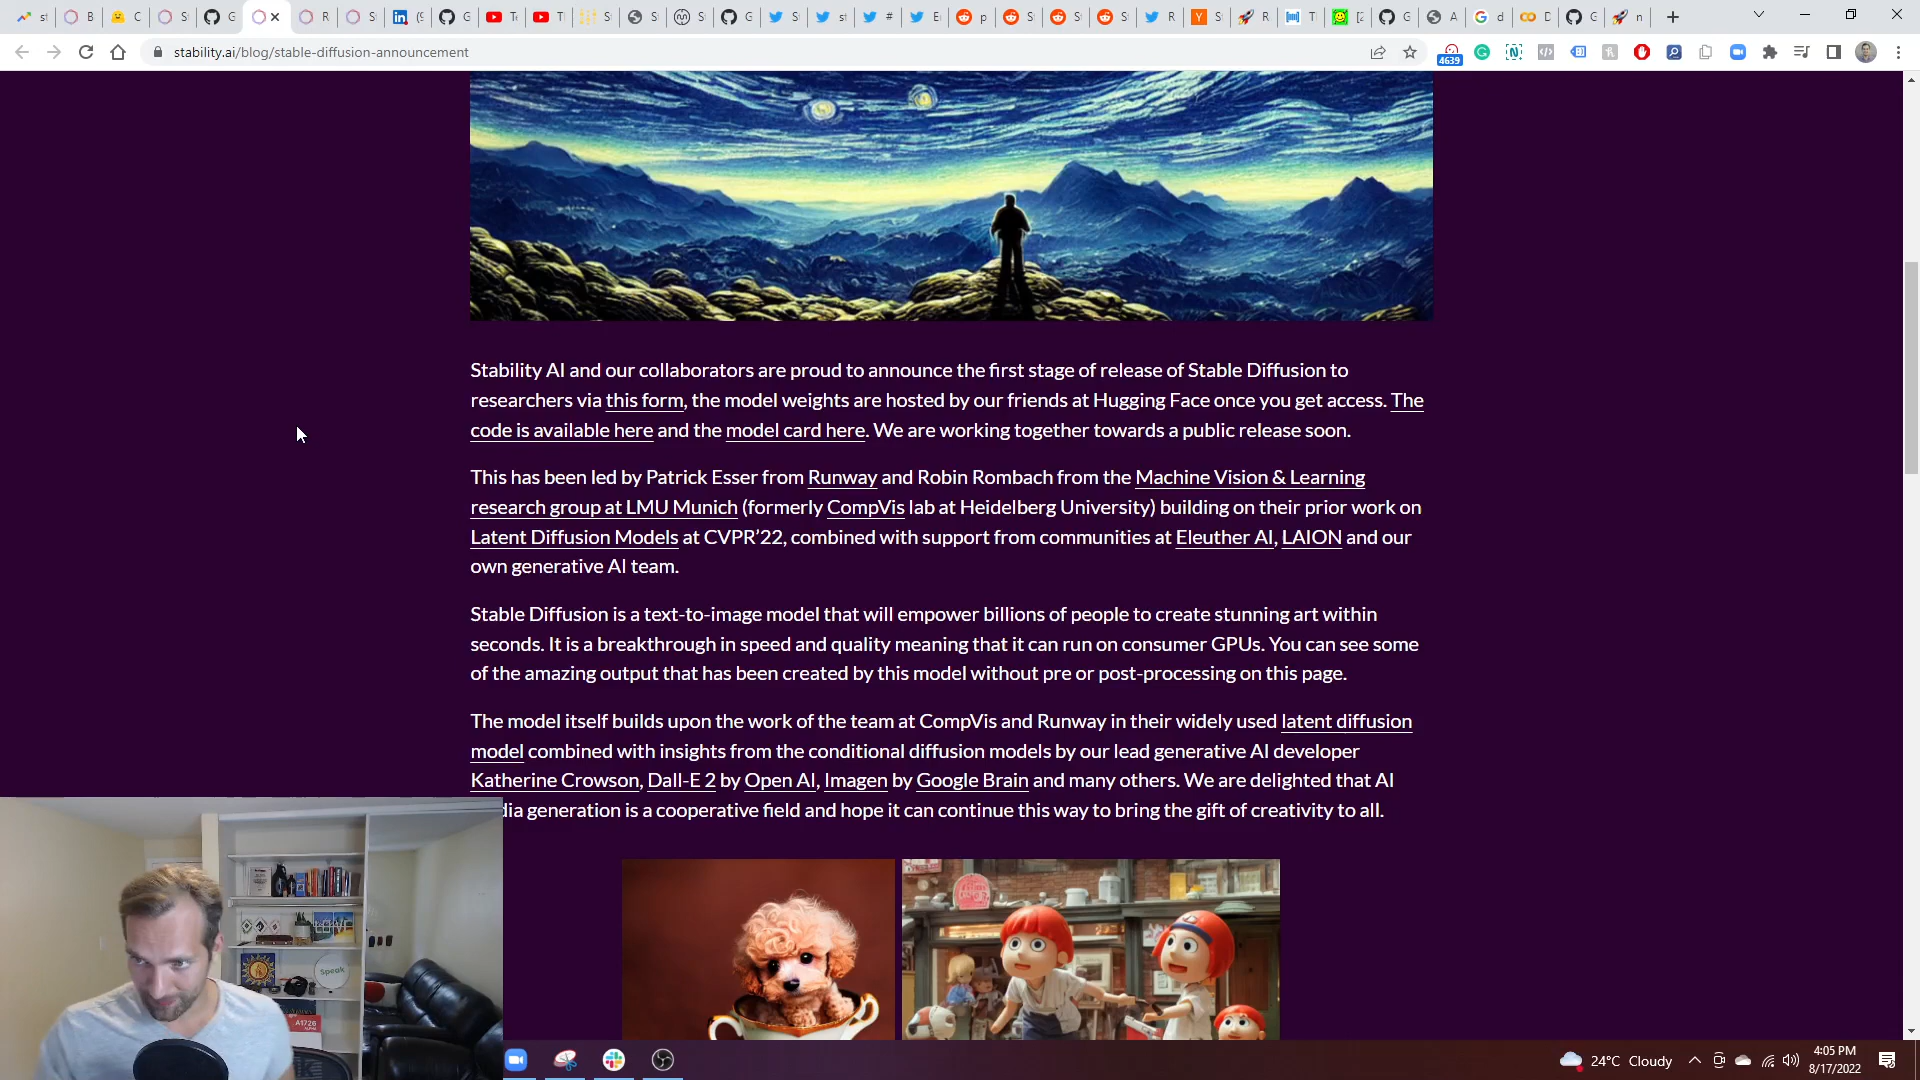 st
B
C
S
G
R
S
(9
G
To
T
S
S
S
G
S
st
#
E
p
S
S
S
R
S
R
T
[2
G
A
d
D
G
n
stability.ai/blog/stable-diffusion-announcement
4639
Stability AI and our collaborators are proud to announce the first stage of release of Stable Diffusion to
researchers via this form, the model weights are hosted by our friends at Hugging Face once you get access. The
code is available here and the model card here. We are working together towards a public release soon.
This has been led by Patrick Esser from Runway and Robin Rombach from the Machine Vision & Learning
research group at LMU Munich (formerly CompVis lab at Heidelberg University) building on their prior work on
Latent Diffusion Models at CVPR’22, combined with support from communities at Eleuther AI, LAION and our
own generative AI team.
Stable Diffusion is a text-to-image model that will empower billions of people to create stunning art within
seconds. It is a breakthrough in speed and quality meaning that it can run on consumer GPUs. You can see some
of the amazing output that has been created by this model without pre or post-processing on this page.
The model itself builds upon the work of the team at CompVis and Runway in their widely used latent diffusion
model combined with insights from the conditional diffusion models by our lead generative AI developer
Katherine Crowson, Dall-E 2 by Open AI, Imagen by Google Brain and many others. We are delighted that AI
dia generation is a cooperative field and hope it can continue this way to bring the gift of creativity to all.
Speak
A1726
24°C Cloudy
4:05 PM
8/17/2022